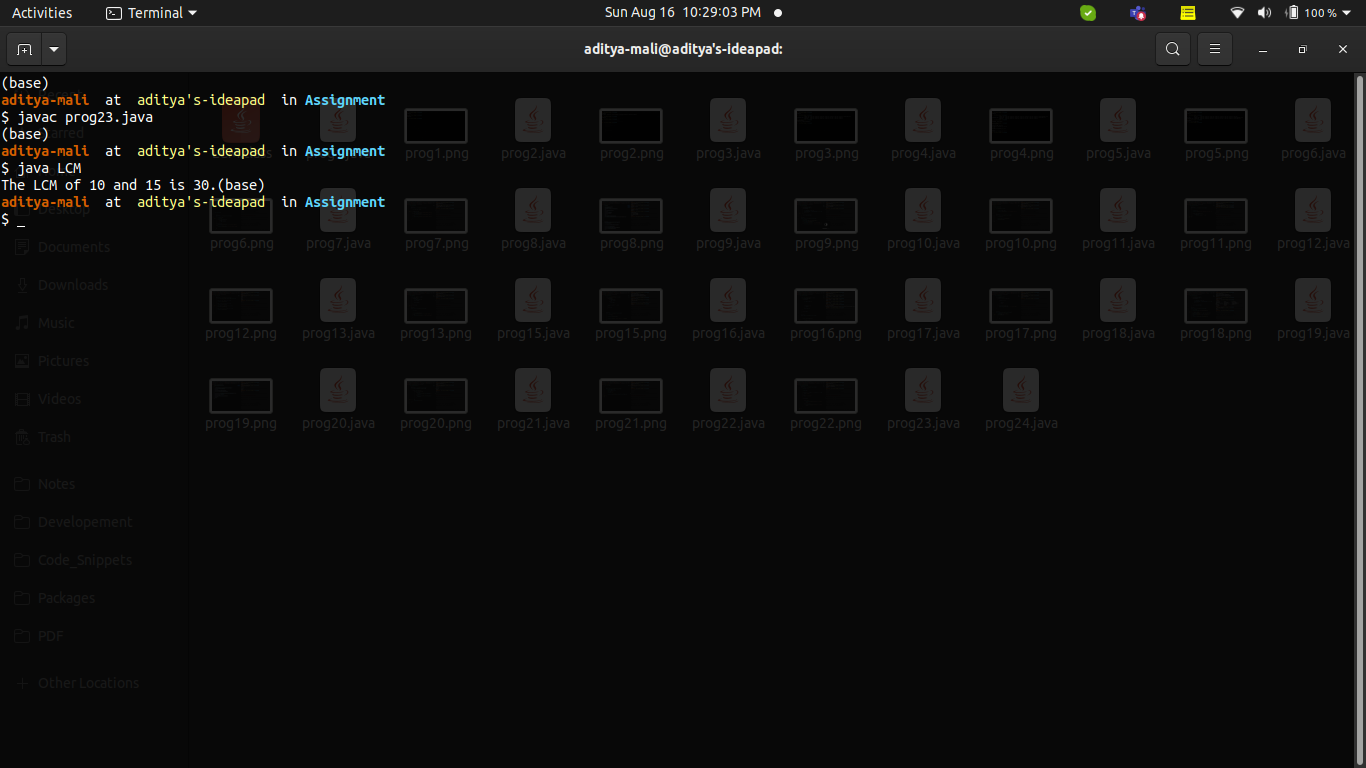 Activities Terminal Sun Aug 16 10:29:03 PM 100 %
aditya-mali@aditya's-ideapad:
(base)
aditya-mali at aditya's-ideapad in Assignment
$ javac prog23.java
(base)
aditya-mali at aditya's-ideapad in Assignment
$ java LCM
The LCM of 10 and 15 is 30.(base)
aditya-mali at aditya's-ideapad in Assignment
$ _
prog1.png prog2.java prog2.png prog3.java prog3.png prog4.java prog4.png prog5.java prog5.png prog6.java
Desktop
prog6.png prog7.java prog7.png prog8.java prog8.png prog9.java prog9.png prog10.java prog10.png prog11.java prog11.png prog12.java
Documents
Downloads
Music
prog12.png prog13.java prog13.png prog15.java prog15.png prog16.java prog16.png prog17.java prog17.png prog18.java prog18.png prog19.java
Pictures
Videos
prog19.png prog20.java prog20.png prog21.java prog21.png prog22.java prog22.png prog23.java prog24.java
Trash
Notes
Developement
Code_Snippets
Packages
PDF
Other Locations